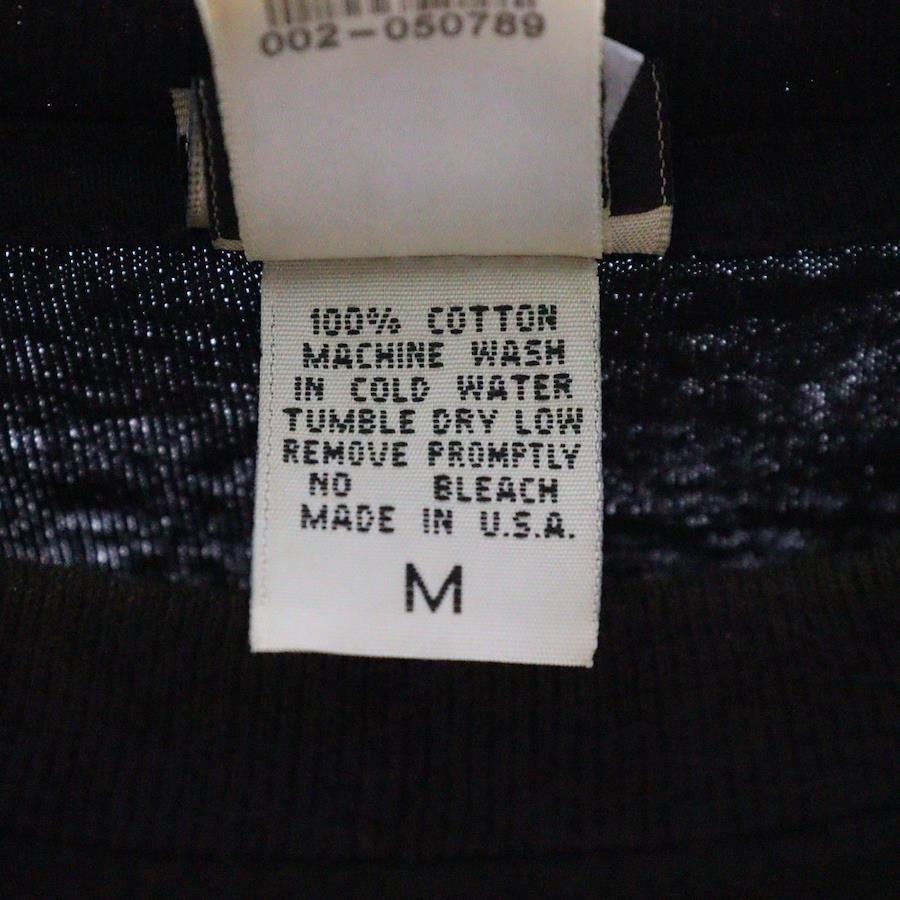 002-050789
100% COTTON
MACHINE WASH
IN COLD WATER
TUMBLE DRY LOW
REMOVE PROMPTLY
NO BLEACH
MADE IN U.S.A.
M